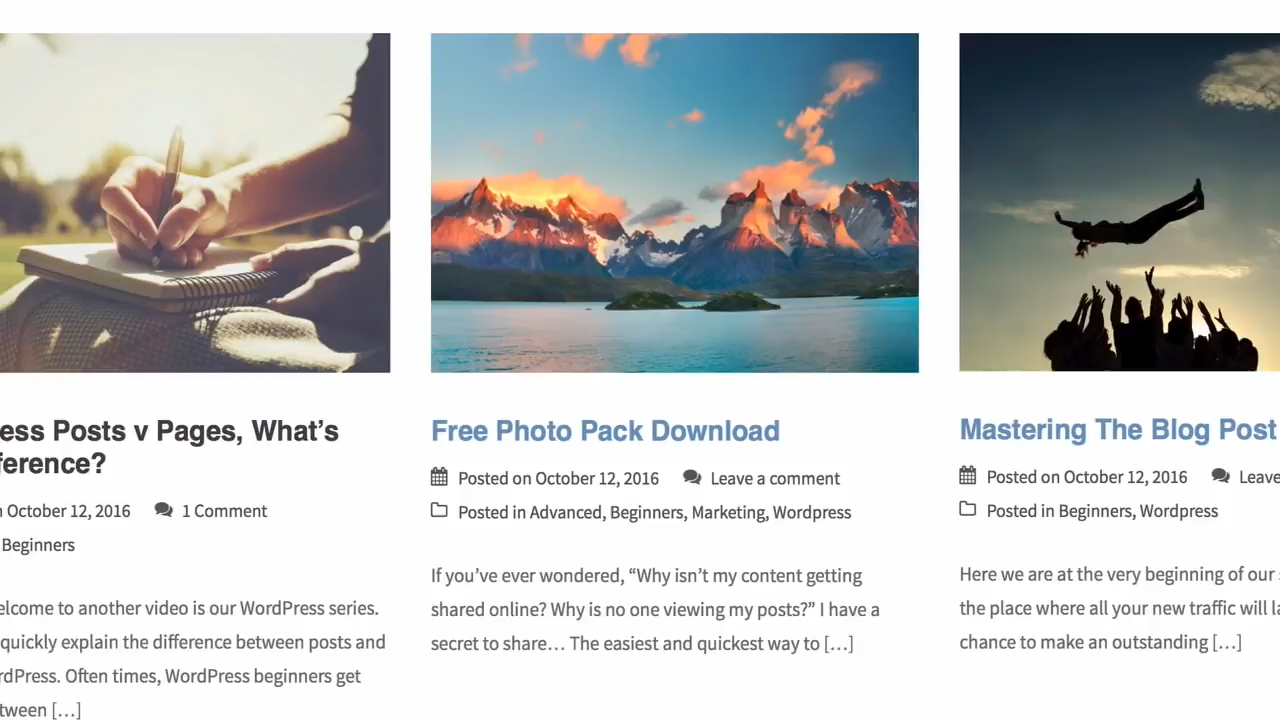 ess Posts v Pages, What's
ference?
October 12, 2016 1 Comment
Beginners
elcome to another video is our WordPress series.
quickly explain the difference between posts and
rdPress. Often times, WordPress beginners get
tween […]
Free Photo Pack Download
Posted on October 12, 2016 Leave a comment
Posted in Advanced, Beginners, Marketing, Wordpress
If you've ever wondered, “Why isn't my content getting
shared online? Why is no one viewing my posts?” I have a
secret to share… The easiest and quickest way to […]
Mastering The Blog Post
Posted on October 12, 2016 Leave
Posted in Beginners, Wordpress
Here we are at the very beginning of our
the place where all your new traffic will la
chance to make an outstanding […]